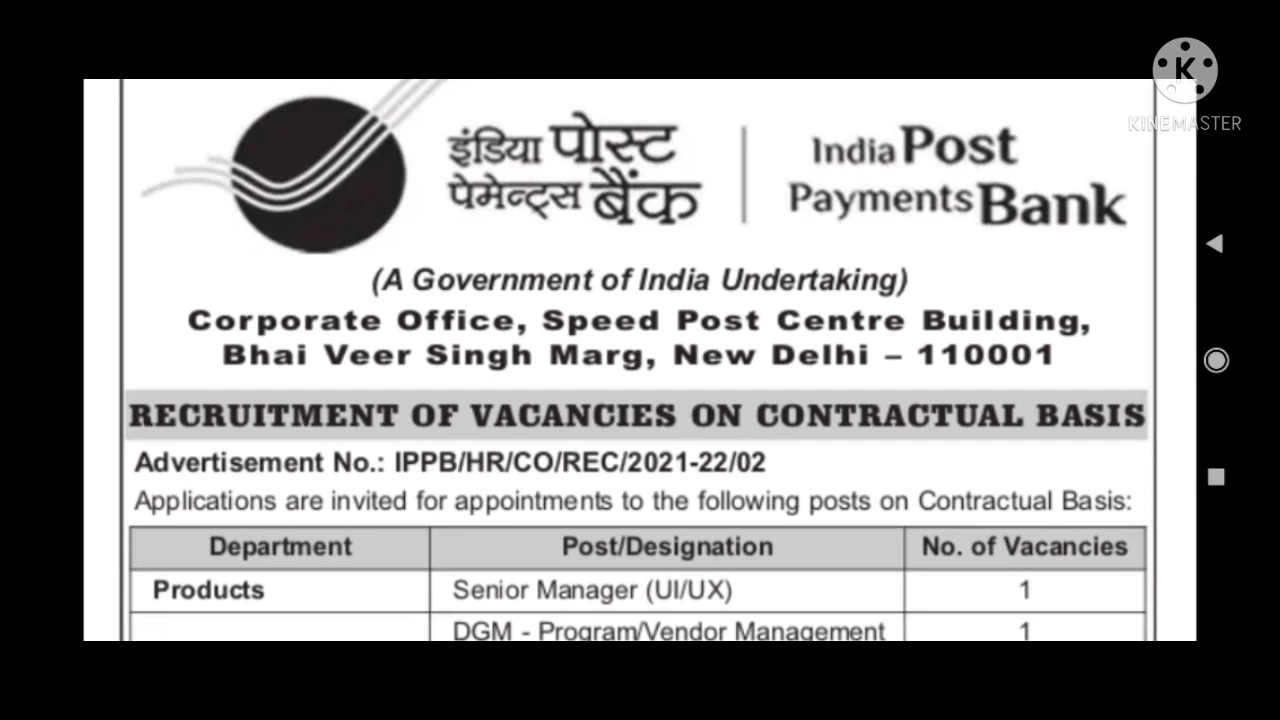 K
KINEMASTER
इंडिया पोस्ट
पेमेन्ट्स बैंक
India Post
Payments Bank
(A Government of India Undertaking)
Corporate Office, Speed Post Centre Building,
Bhai Veer Singh Marg, New Delhi – 110001
RECRUITMENT OF VACANCIES ON CONTRACTUAL BASIS
Advertisement No.: IPPB/HR/CO/REC/2021-22/02
Applications are invited for appointments to the following posts on Contractual Basis:
Department Post/Designation No. of Vacancies
Products Senior Manager (UI/UX) 1
DGM - Program/Vendor Management 1